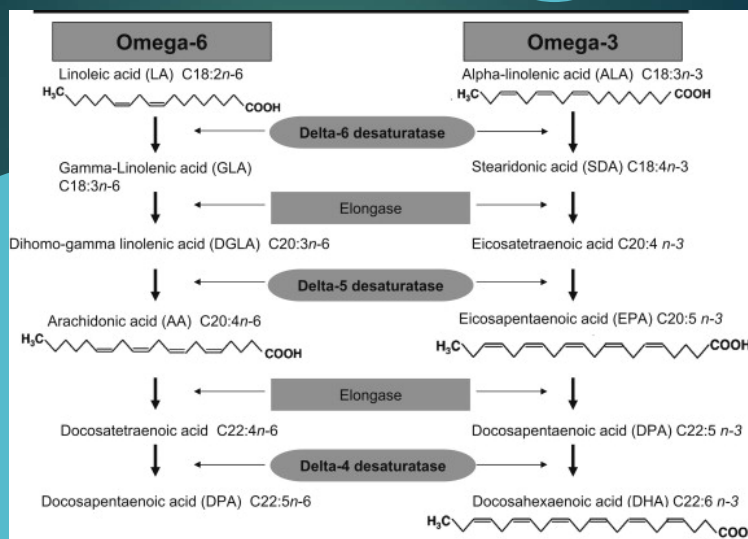 Omega-6
Omega-3
Linoleic acid (LA) C18:2n-6
Alpha-linolenic acid (ALA) C18:3n-3
H₃C
COOH
H₃C
COOH
Delta-6 desaturatase
Gamma-Linolenic acid (GLA)
C18:3n-6
Stearidonic acid (SDA) C18:4n-3
Elongase
Dihomo-gamma linolenic acid (DGLA) C20:3n-6
Eicosatetraenoic acid C20:4 n-3
Delta-5 desaturatase
Arachidonic acid (AA) C20:4n-6
Eicosapentaenoic acid (EPA) C20:5 n-3
H₃C
COOH
H₃C
COOH
Elongase
Docosatetraenoic acid C22:4n-6
Docosapentaenoic acid (DPA) C22:5 n-3
Delta-4 desaturatase
Docosapentaenoic acid (DPA) C22:5n-6
Docosahexaenoic acid (DHA) C22:6 n-3
H₃C
COO